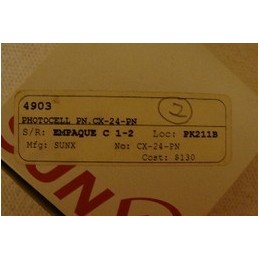 4903
2
PHOTOCELL PN.CX-24-PN
S/R: EMPAQUE C 1-2 Loc: PK211B
Mfg: SUNX No: CX-24-PN
Cost: $130
SUNX